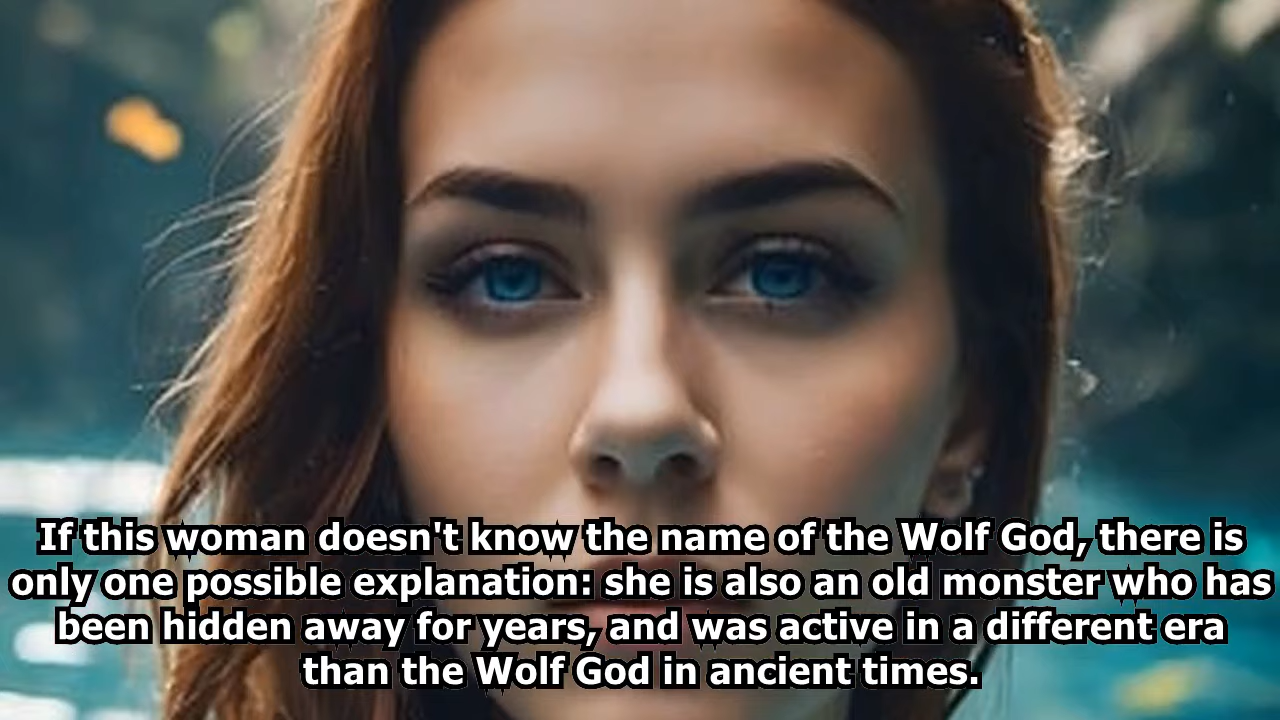 If this woman doesn't know the name of the Wolf God, there is
only one possible explanation: she is also an old monster who has
been hidden away for years, and was active in a different era
than the Wolf God in ancient times.